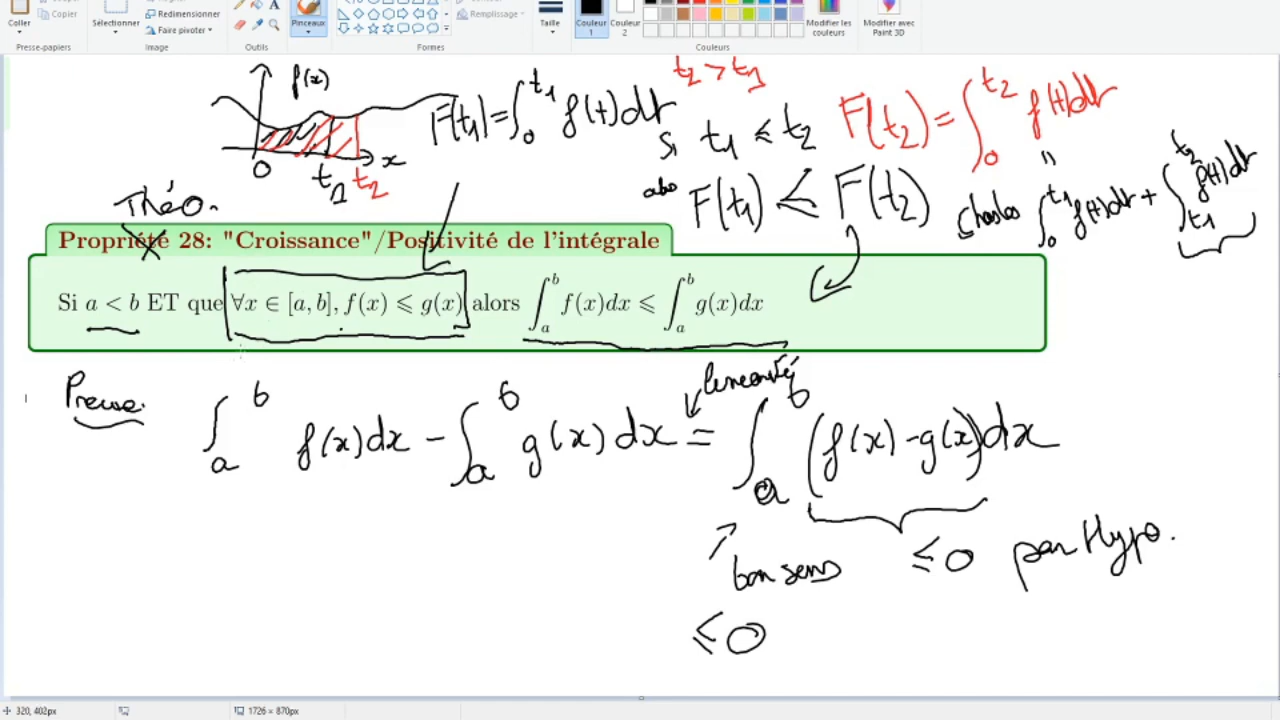 Coller
Copier
Sélectionner
Redimensionner
Faire pivoter
Pinceaux
Remplissage
Taille
Couleur 1
Couleur 2
Modifier les couleurs
Modifier avec Paint 3D
Presse-papiers
Image
Outils
Formes
Couleurs
f(x)
0 t₁ t₂ x
F(t₁) = ∫₀^t₁ f(t)dt
t₂ > t₁
Si t₁ ⩽ t₂
F(t₂) = ∫₀^t₂ f(t)dt
F(t₁) ⩽ F(t₂)
"
Chasles ∫₀^t₁ f(t)dt + ∫_t₁^t₂ f(t)dt
Théo.
Propriété 28: "Croissance"/Positivité de l'intégrale
Si a < b ET que ∀x ∈ [a, b], f(x) ⩽ g(x) alors ∫_a^b f(x)dx ⩽ ∫_a^b g(x)dx
Preuve.
linéarité
∫_a^b f(x)dx − ∫_a^b g(x)dx = ∫_a^b (f(x) − g(x))dx
bon sens
⩽ 0 par Hypo.
⩽ 0
320, 402px
1726 × 870px